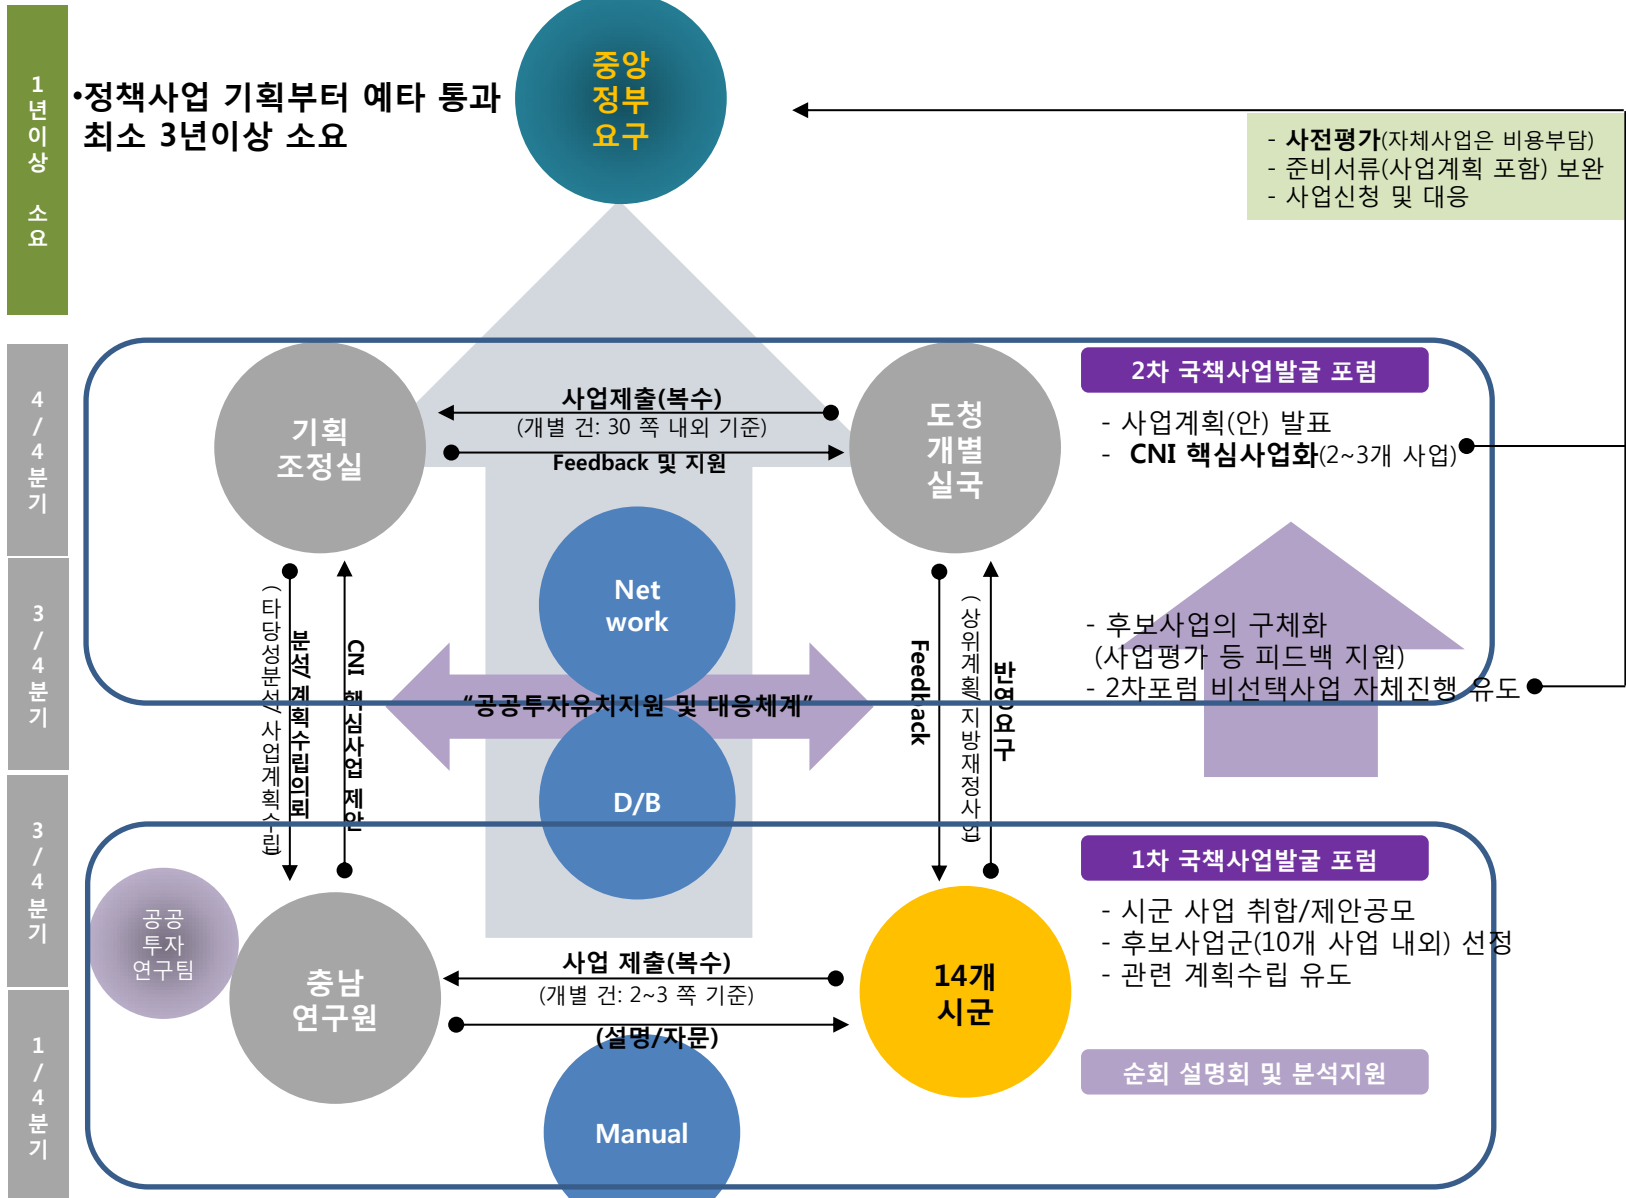 1년이상 소요
•정책사업 기획부터 예타 통과
최소 3년이상 소요
중앙
정부
요구
- 사전평가(자체사업은 비용부담)
- 준비서류(사업계획 포함) 보완
- 사업신청 및 대응
4/4분기
기획
조정실
사업제출(복수)
(개별 건: 30 쪽 내외 기준)
Feedback 및 지원
도청
개별
실국
2차 국책사업발굴 포럼
- 사업계획(안) 발표
- CNI 핵심사업화(2~3개 사업)
3/4분기
(타당성분석/사업계획수립)
분석/계획수립의뢰
CNI 핵심사업 제안
Net
work
"공공투자유치지원 및 대응체계"
D/B
Feedback
(상위계획/지방재정사업)
반영요구
- 후보사업의 구체화
(사업평가 등 피드백 지원)
- 2차포럼 비선택사업 자체진행 유도
3/4분기
공공
투자
연구팀
충남
연구원
사업 제출(복수)
(개별 건: 2~3 쪽 기준)
(설명/자문)
14개
시군
1차 국책사업발굴 포럼
- 시군 사업 취합/제안공모
- 후보사업군(10개 사업 내외) 선정
- 관련 계획수립 유도
1/4분기
Manual
순회 설명회 및 분석지원